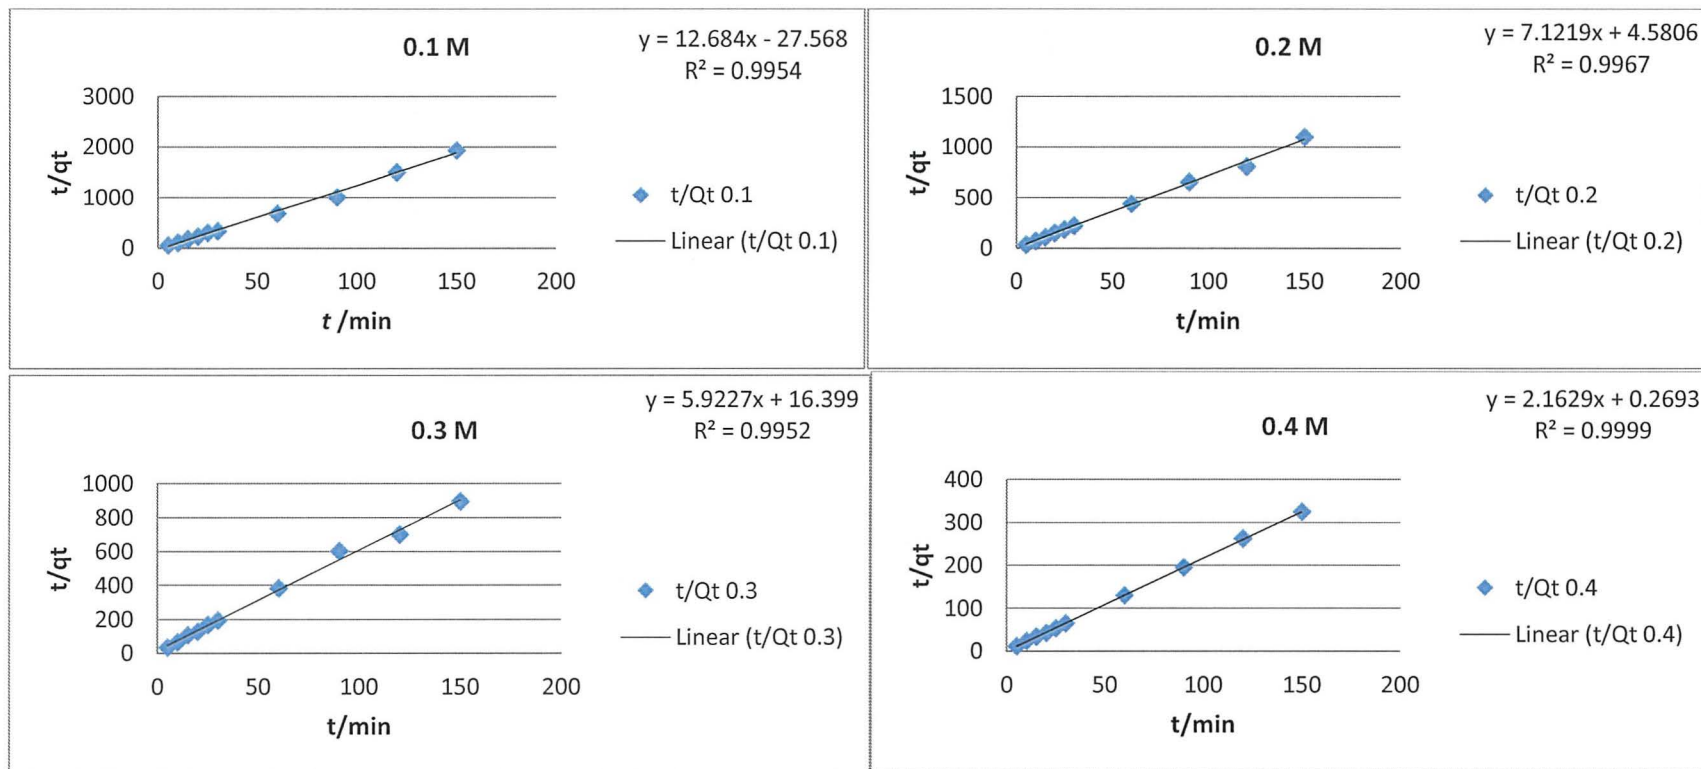 0.1 M
y = 12.684x - 27.568
R² = 0.9954
3000
2000
1000
0
t/qt
0 50 100 150 200
t /min
t/Qt 0.1
Linear (t/Qt 0.1)
0.2 M
y = 7.1219x + 4.5806
R² = 0.9967
1500
1000
500
0
t/qt
0 50 100 150 200
t/min
t/Qt 0.2
Linear (t/Qt 0.2)
0.3 M
y = 5.9227x + 16.399
R² = 0.9952
1000
800
600
400
200
0
t/qt
0 50 100 150 200
t/min
t/Qt 0.3
Linear (t/Qt 0.3)
0.4 M
y = 2.1629x + 0.2693
R² = 0.9999
400
300
200
100
0
t/qt
0 50 100 150 200
t/min
t/Qt 0.4
Linear (t/Qt 0.4)